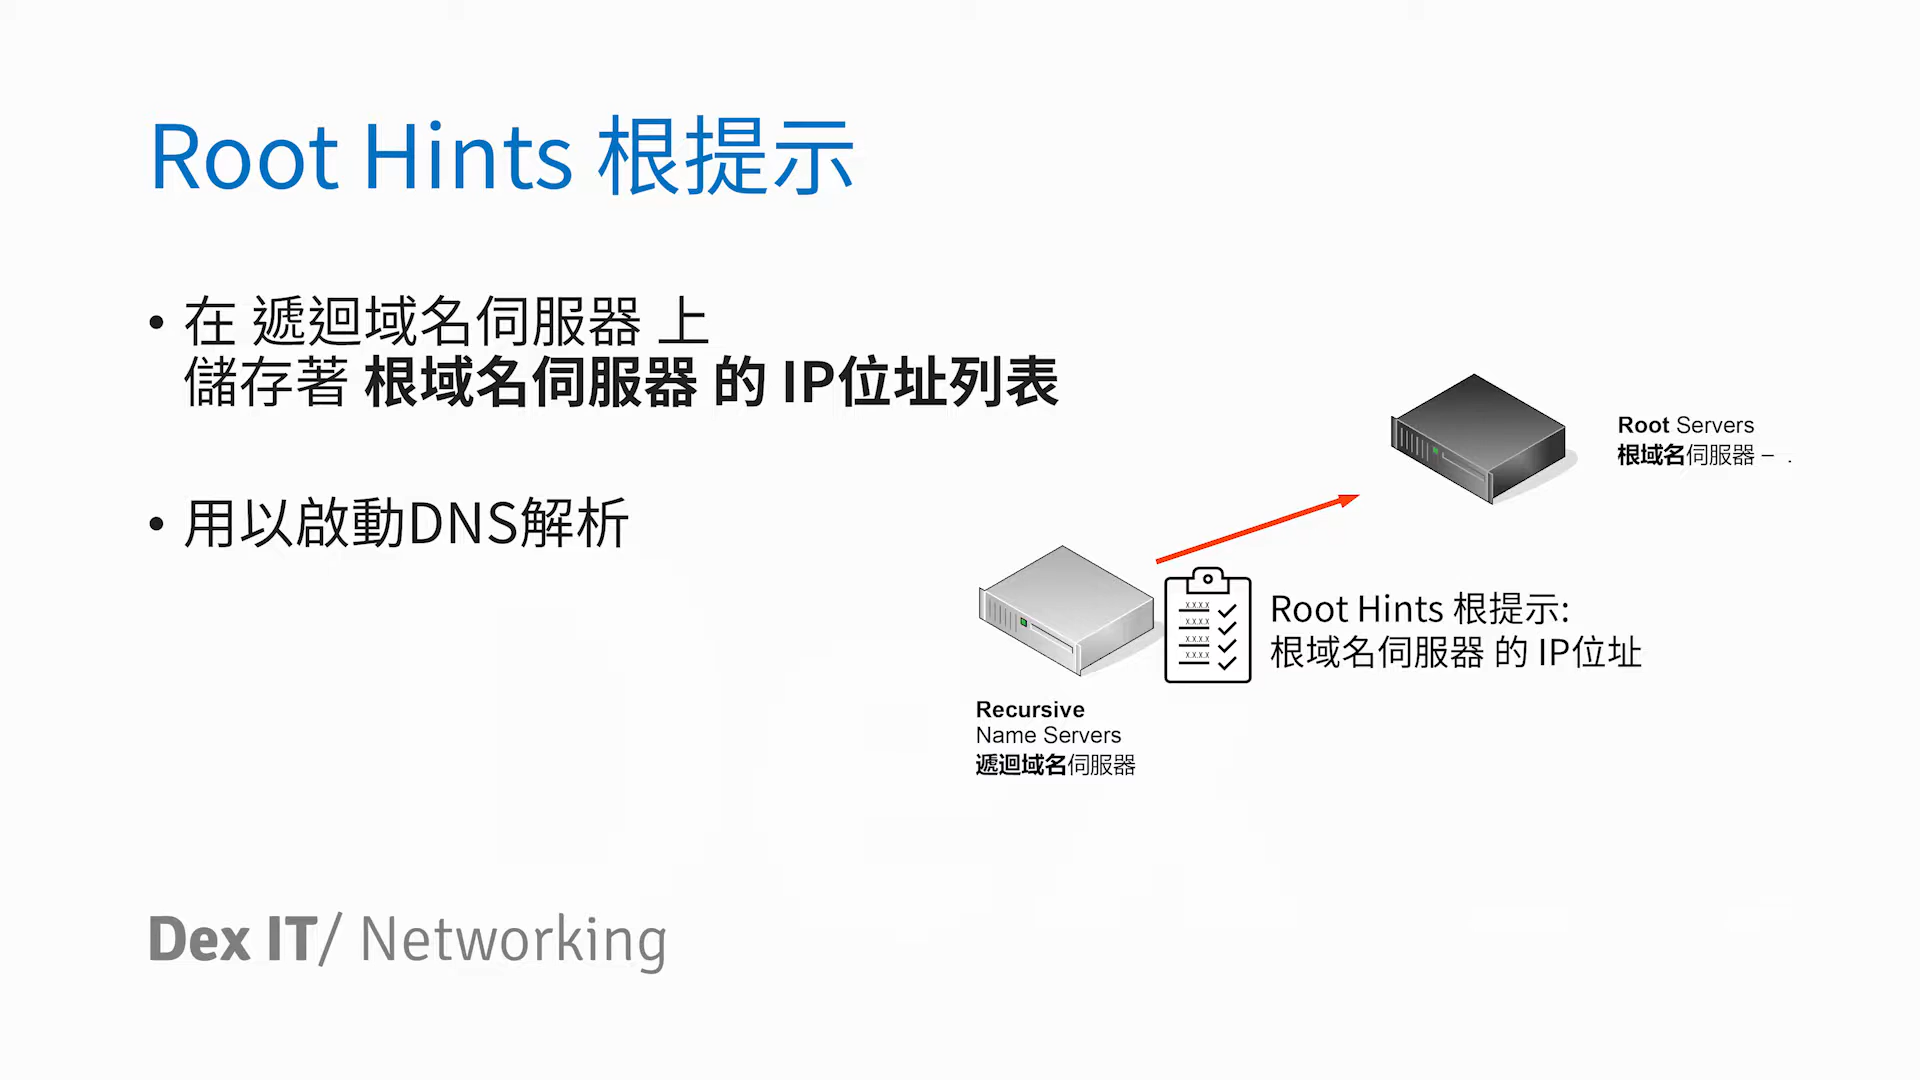 Root Hints 根提示
• 在 遞迴域名伺服器 上
儲存著 根域名伺服器 的 IP位址列表
• 用以啟動DNS解析
Root Servers
根域名伺服器 – .
X.X.X.X
X.X.X.X
X.X.X.X
X.X.X.X
Root Hints 根提示:
根域名伺服器 的 IP位址
Recursive
Name Servers
遞迴域名伺服器
Dex IT/ Networking